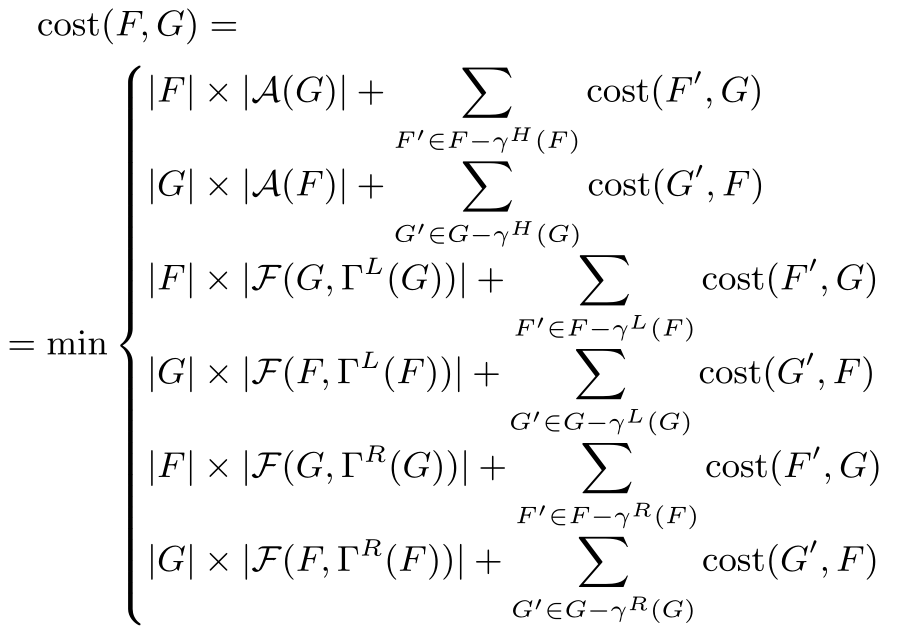 cost(F, G) =
= min {
|F| × |𝒜(G)| + ∑_{F′∈F−γ^H(F)} cost(F′, G)
|G| × |𝒜(F)| + ∑_{G′∈G−γ^H(G)} cost(G′, F)
|F| × |ℱ(G, Γ^L(G))| + ∑_{F′∈F−γ^L(F)} cost(F′, G)
|G| × |ℱ(F, Γ^L(F))| + ∑_{G′∈G−γ^L(G)} cost(G′, F)
|F| × |ℱ(G, Γ^R(G))| + ∑_{F′∈F−γ^R(F)} cost(F′, G)
|G| × |ℱ(F, Γ^R(F))| + ∑_{G′∈G−γ^R(G)} cost(G′, F)